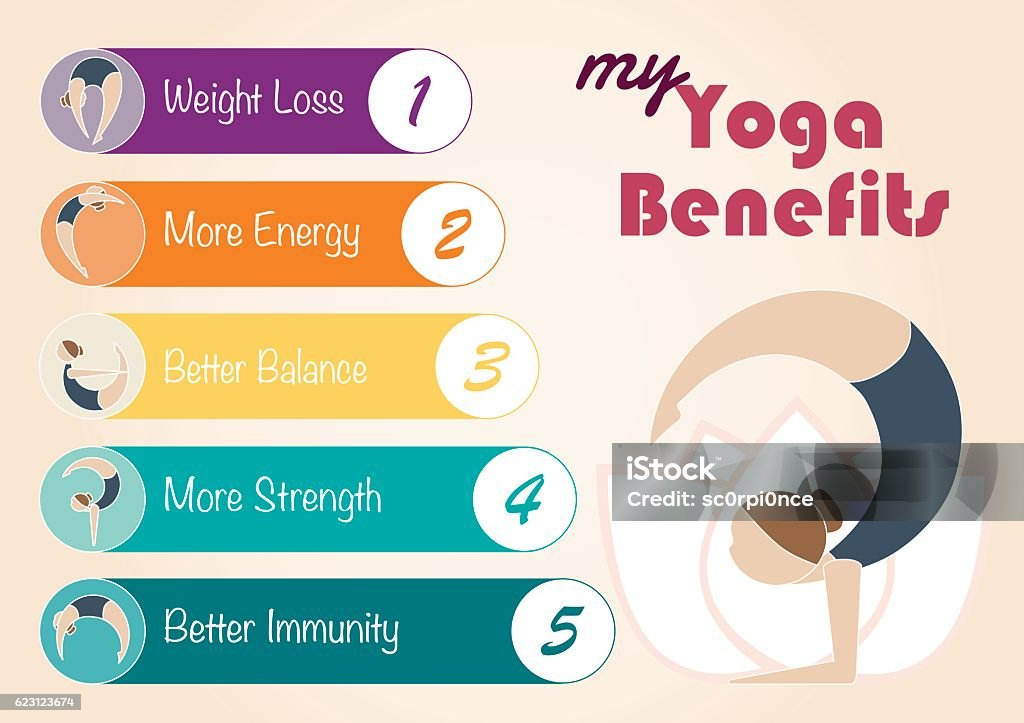 my
Yoga
Benefits
Weight Loss 1
More Energy 2
Better Balance 3
More Strength 4
Better Immunity 5
iStock™
Credit: sc0rpi0nce
623123674